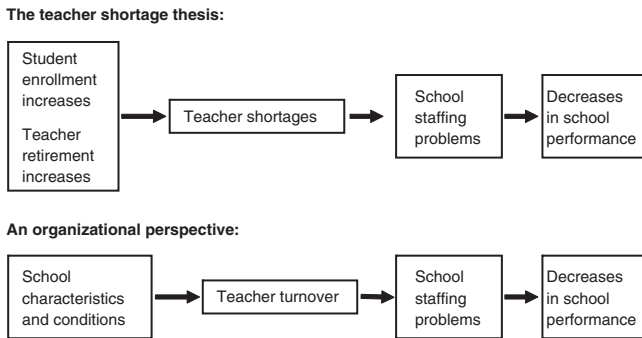 The teacher shortage thesis:
Student
enrollment
increases
Teacher
retirement
increases
Teacher shortages
School
staffing
problems
Decreases
in school
performance
An organizational perspective:
School
characteristics
and conditions
Teacher turnover
School
staffing
problems
Decreases
in school
performance